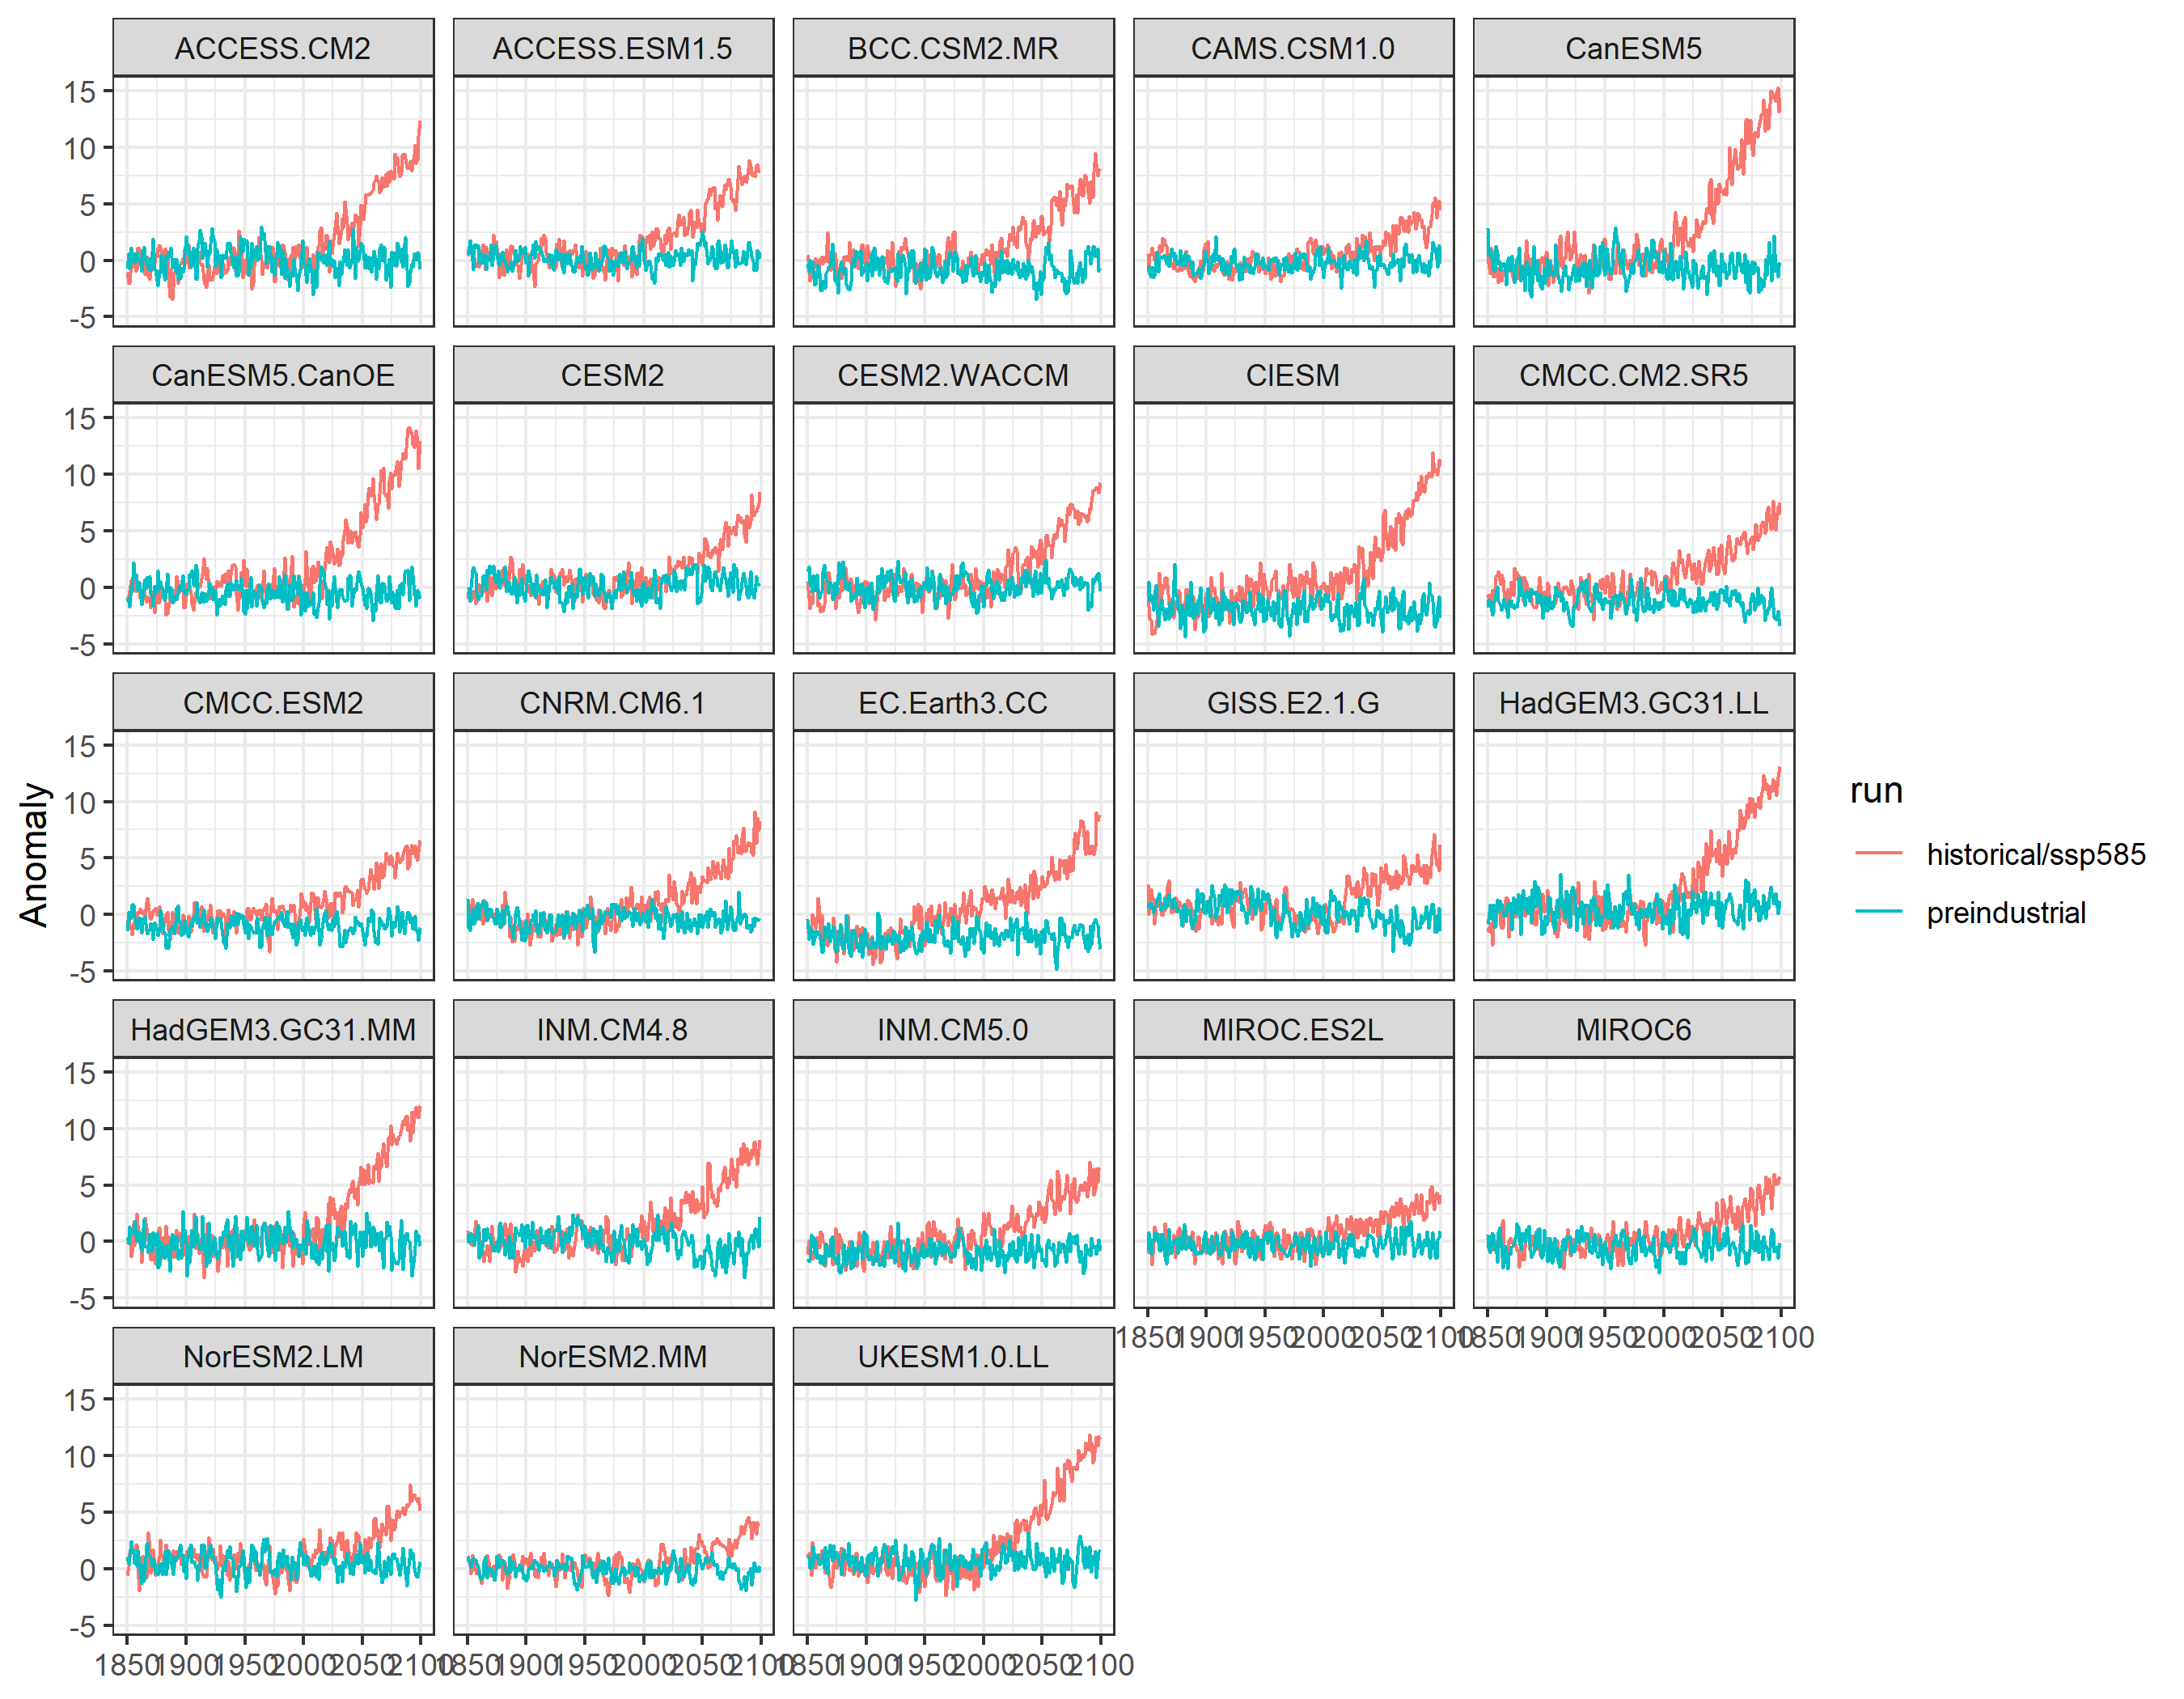 ACCESS.CM2 ACCESS.ESM1.5 BCC.CSM2.MR CAMS.CSM1.0 CanESM5
15
10
5
0
-5
CanESM5.CanOE CESM2 CESM2.WACCM CIESM CMCC.CM2.SR5
15
10
5
0
-5
CMCC.ESM2 CNRM.CM6.1 EC.Earth3.CC GISS.E2.1.G HadGEM3.GC31.LL
15
10
5
0
-5
Anomaly
run
historical/ssp585
preindustrial
HadGEM3.GC31.MM INM.CM4.8 INM.CM5.0 MIROC.ES2L MIROC6
15
10
5
0
-5
1850 1900 1950 2000 2050 2100 1850 1900 1950 2000 2050 2100
NorESM2.LM NorESM2.MM UKESM1.0.LL
15
10
5
0
-5
1850 1900 1950 2000 2050 2100 1850 1900 1950 2000 2050 2100 1850 1900 1950 2000 2050 2100